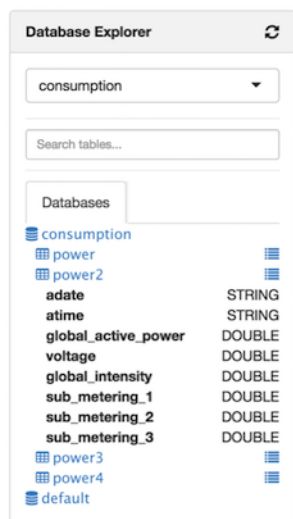 Database Explorer
consumption
Search tables...
Databases
consumption
power
power2
adate STRING
atime STRING
global_active_power DOUBLE
voltage DOUBLE
global_intensity DOUBLE
sub_metering_1 DOUBLE
sub_metering_2 DOUBLE
sub_metering_3 DOUBLE
power3
power4
default